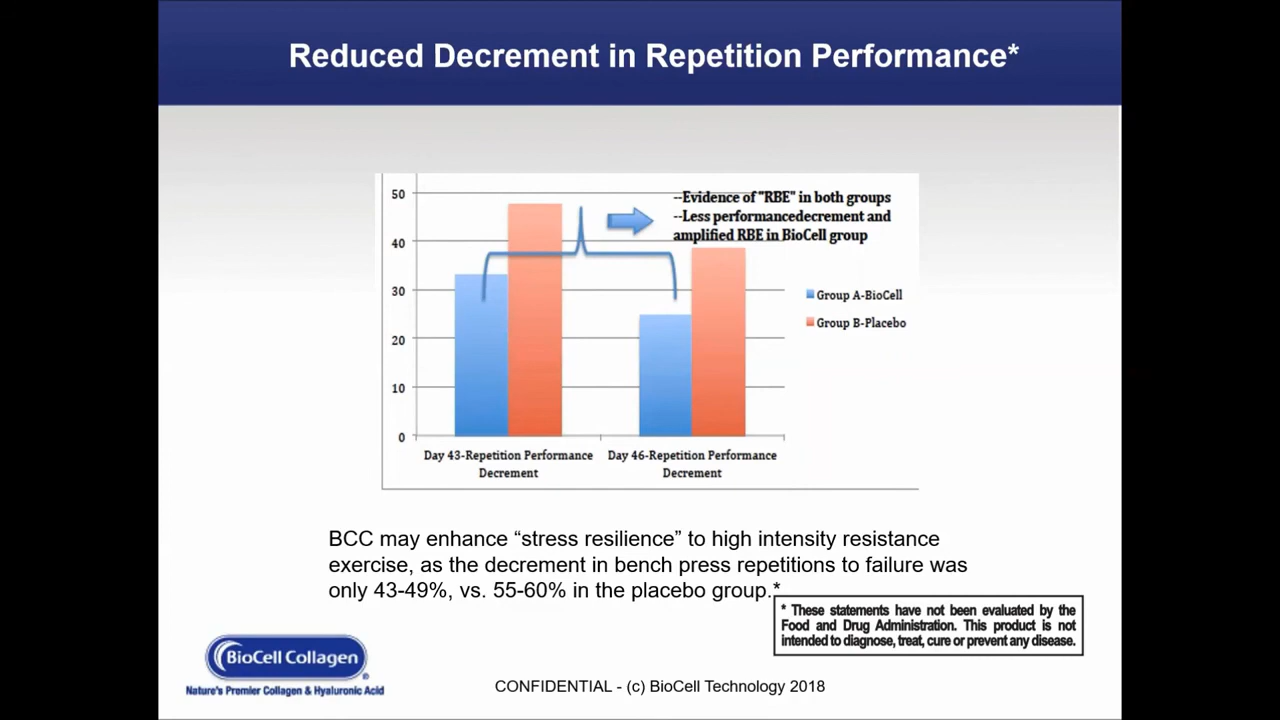 Reduced Decrement in Repetition Performance*
50
40
30
20
10
0
--Evidence of "RBE" in both groups
--Less performancedecrement and
amplified RBE in BioCell group
Group A-BioCell
Group B-Placebo
Day 43-Repetition Performance
Decrement
Day 46-Repetition Performance
Decrement
BCC may enhance “stress resilience” to high intensity resistance
exercise, as the decrement in bench press repetitions to failure was
only 43-49%, vs. 55-60% in the placebo group.*
* These statements have not been evaluated by the
Food and Drug Administration. This product is not
intended to diagnose, treat, cure or prevent any disease.
BioCell Collagen
®
Nature's Premier Collagen & Hyaluronic Acid
CONFIDENTIAL - (c) BioCell Technology 2018